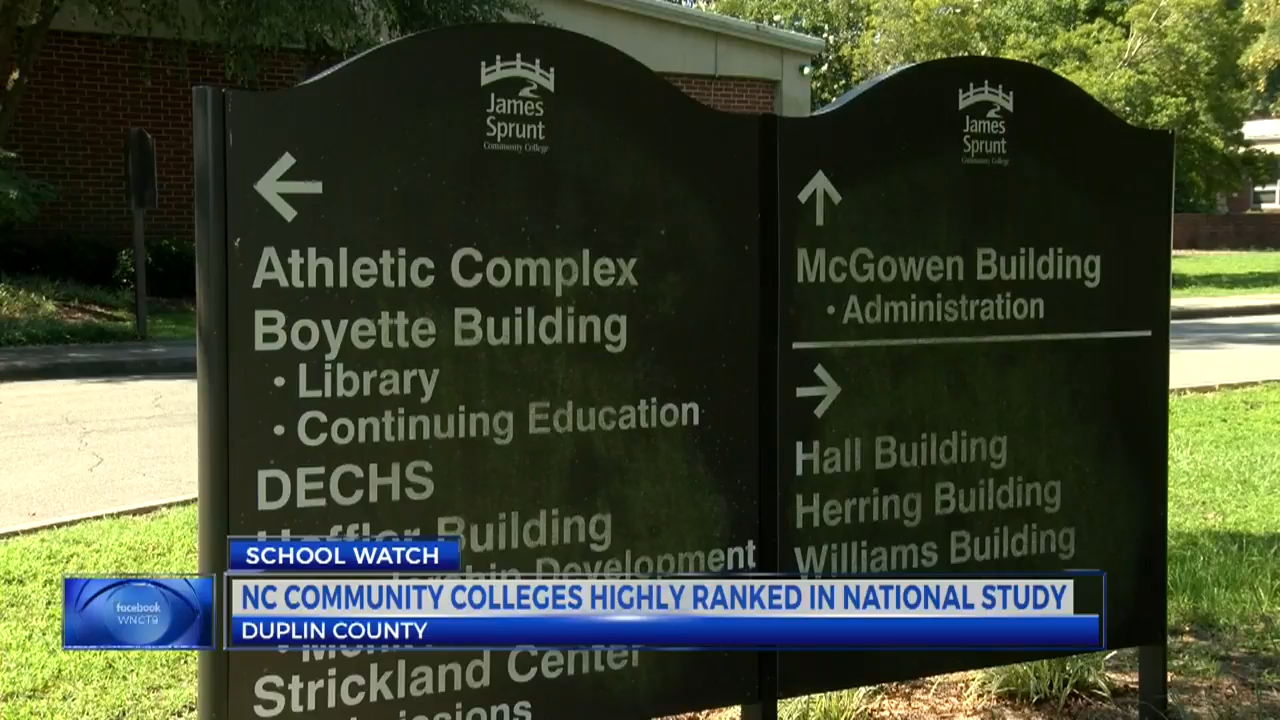 James
Sprunt
Community College
Athletic Complex
Boyette Building
• Library
• Continuing Education
DECHS
Building
Development
Strickland Center
James
Sprunt
Community College
McGowen Building
• Administration
Hall Building
Herring Building
Williams Building
SCHOOL WATCH
facebook
WNCT9
NC COMMUNITY COLLEGES HIGHLY RANKED IN NATIONAL STUDY
DUPLIN COUNTY